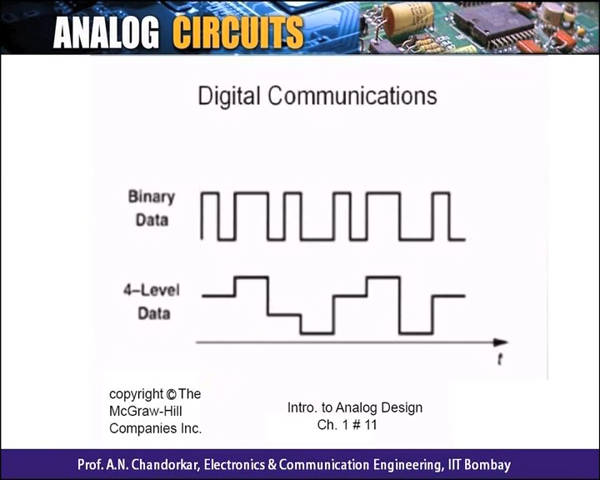 ANALOG CIRCUITS
Digital Communications
Binary
Data
4–Level
Data
t
copyright © The
McGraw-Hill
Companies Inc.
Intro. to Analog Design
Ch. 1 # 11
Prof. A.N. Chandorkar, Electronics & Communication Engineering, IIT Bombay